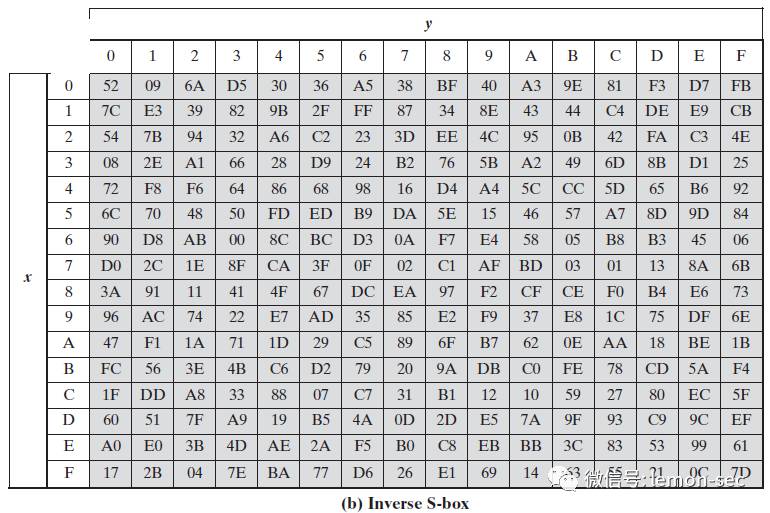 y
0 1 2 3 4 5 6 7 8 9 A B C D E F
0 52 09 6A D5 30 36 A5 38 BF 40 A3 9E 81 F3 D7 FB
1 7C E3 39 82 9B 2F FF 87 34 8E 43 44 C4 DE E9 CB
2 54 7B 94 32 A6 C2 23 3D EE 4C 95 0B 42 FA C3 4E
3 08 2E A1 66 28 D9 24 B2 76 5B A2 49 6D 8B D1 25
4 72 F8 F6 64 86 68 98 16 D4 A4 5C CC 5D 65 B6 92
5 6C 70 48 50 FD ED B9 DA 5E 15 46 57 A7 8D 9D 84
6 90 D8 AB 00 8C BC D3 0A F7 E4 58 05 B8 B3 45 06
x 7 D0 2C 1E 8F CA 3F 0F 02 C1 AF BD 03 01 13 8A 6B
8 3A 91 11 41 4F 67 DC EA 97 F2 CF CE F0 B4 E6 73
9 96 AC 74 22 E7 AD 35 85 E2 F9 37 E8 1C 75 DF 6E
A 47 F1 1A 71 1D 29 C5 89 6F B7 62 0E AA 18 BE 1B
B FC 56 3E 4B C6 D2 79 20 9A DB C0 FE 78 CD 5A F4
C 1F DD A8 33 88 07 C7 31 B1 12 10 59 27 80 EC 5F
D 60 51 7F A9 19 B5 4A 0D 2D E5 7A 9F 93 C9 9C EF
E A0 E0 3B 4D AE 2A F5 B0 C8 EB BB 3C 83 53 99 61
F 17 2B 04 7E BA 77 D6 26 E1 69 14 63 55 21 0C 7D
微信号: lemon-sec
(b) Inverse S-box